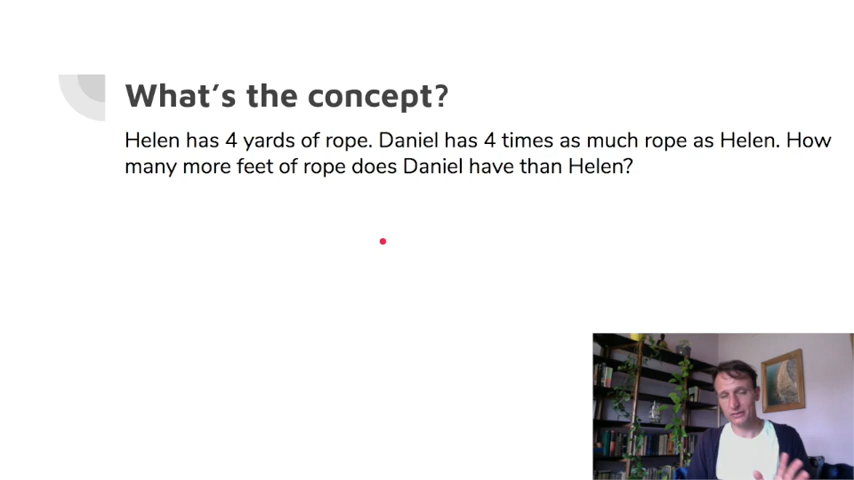 What's the concept?
Helen has 4 yards of rope. Daniel has 4 times as much rope as Helen. How
many more feet of rope does Daniel have than Helen?